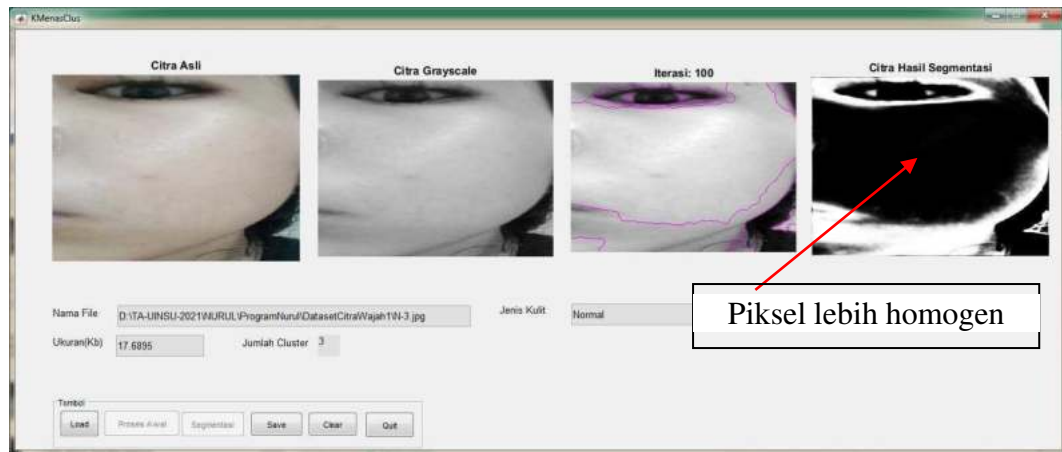 KMenasClus
Citra Asli
Citra Grayscale
Iterasi: 100
Citra Hasil Segmentasi
Nama File
D:\TA-UINSU-2021\NURUL\ProgramNurul\DatasetCitraWajah1\N-3.jpg
Jenis Kulit
Normal
Piksel lebih homogen
Ukuran(Kb)
17.6895
Jumlah Cluster
3
Tombol
Load
Proses Awal
Segmentasi
Save
Clear
Quit